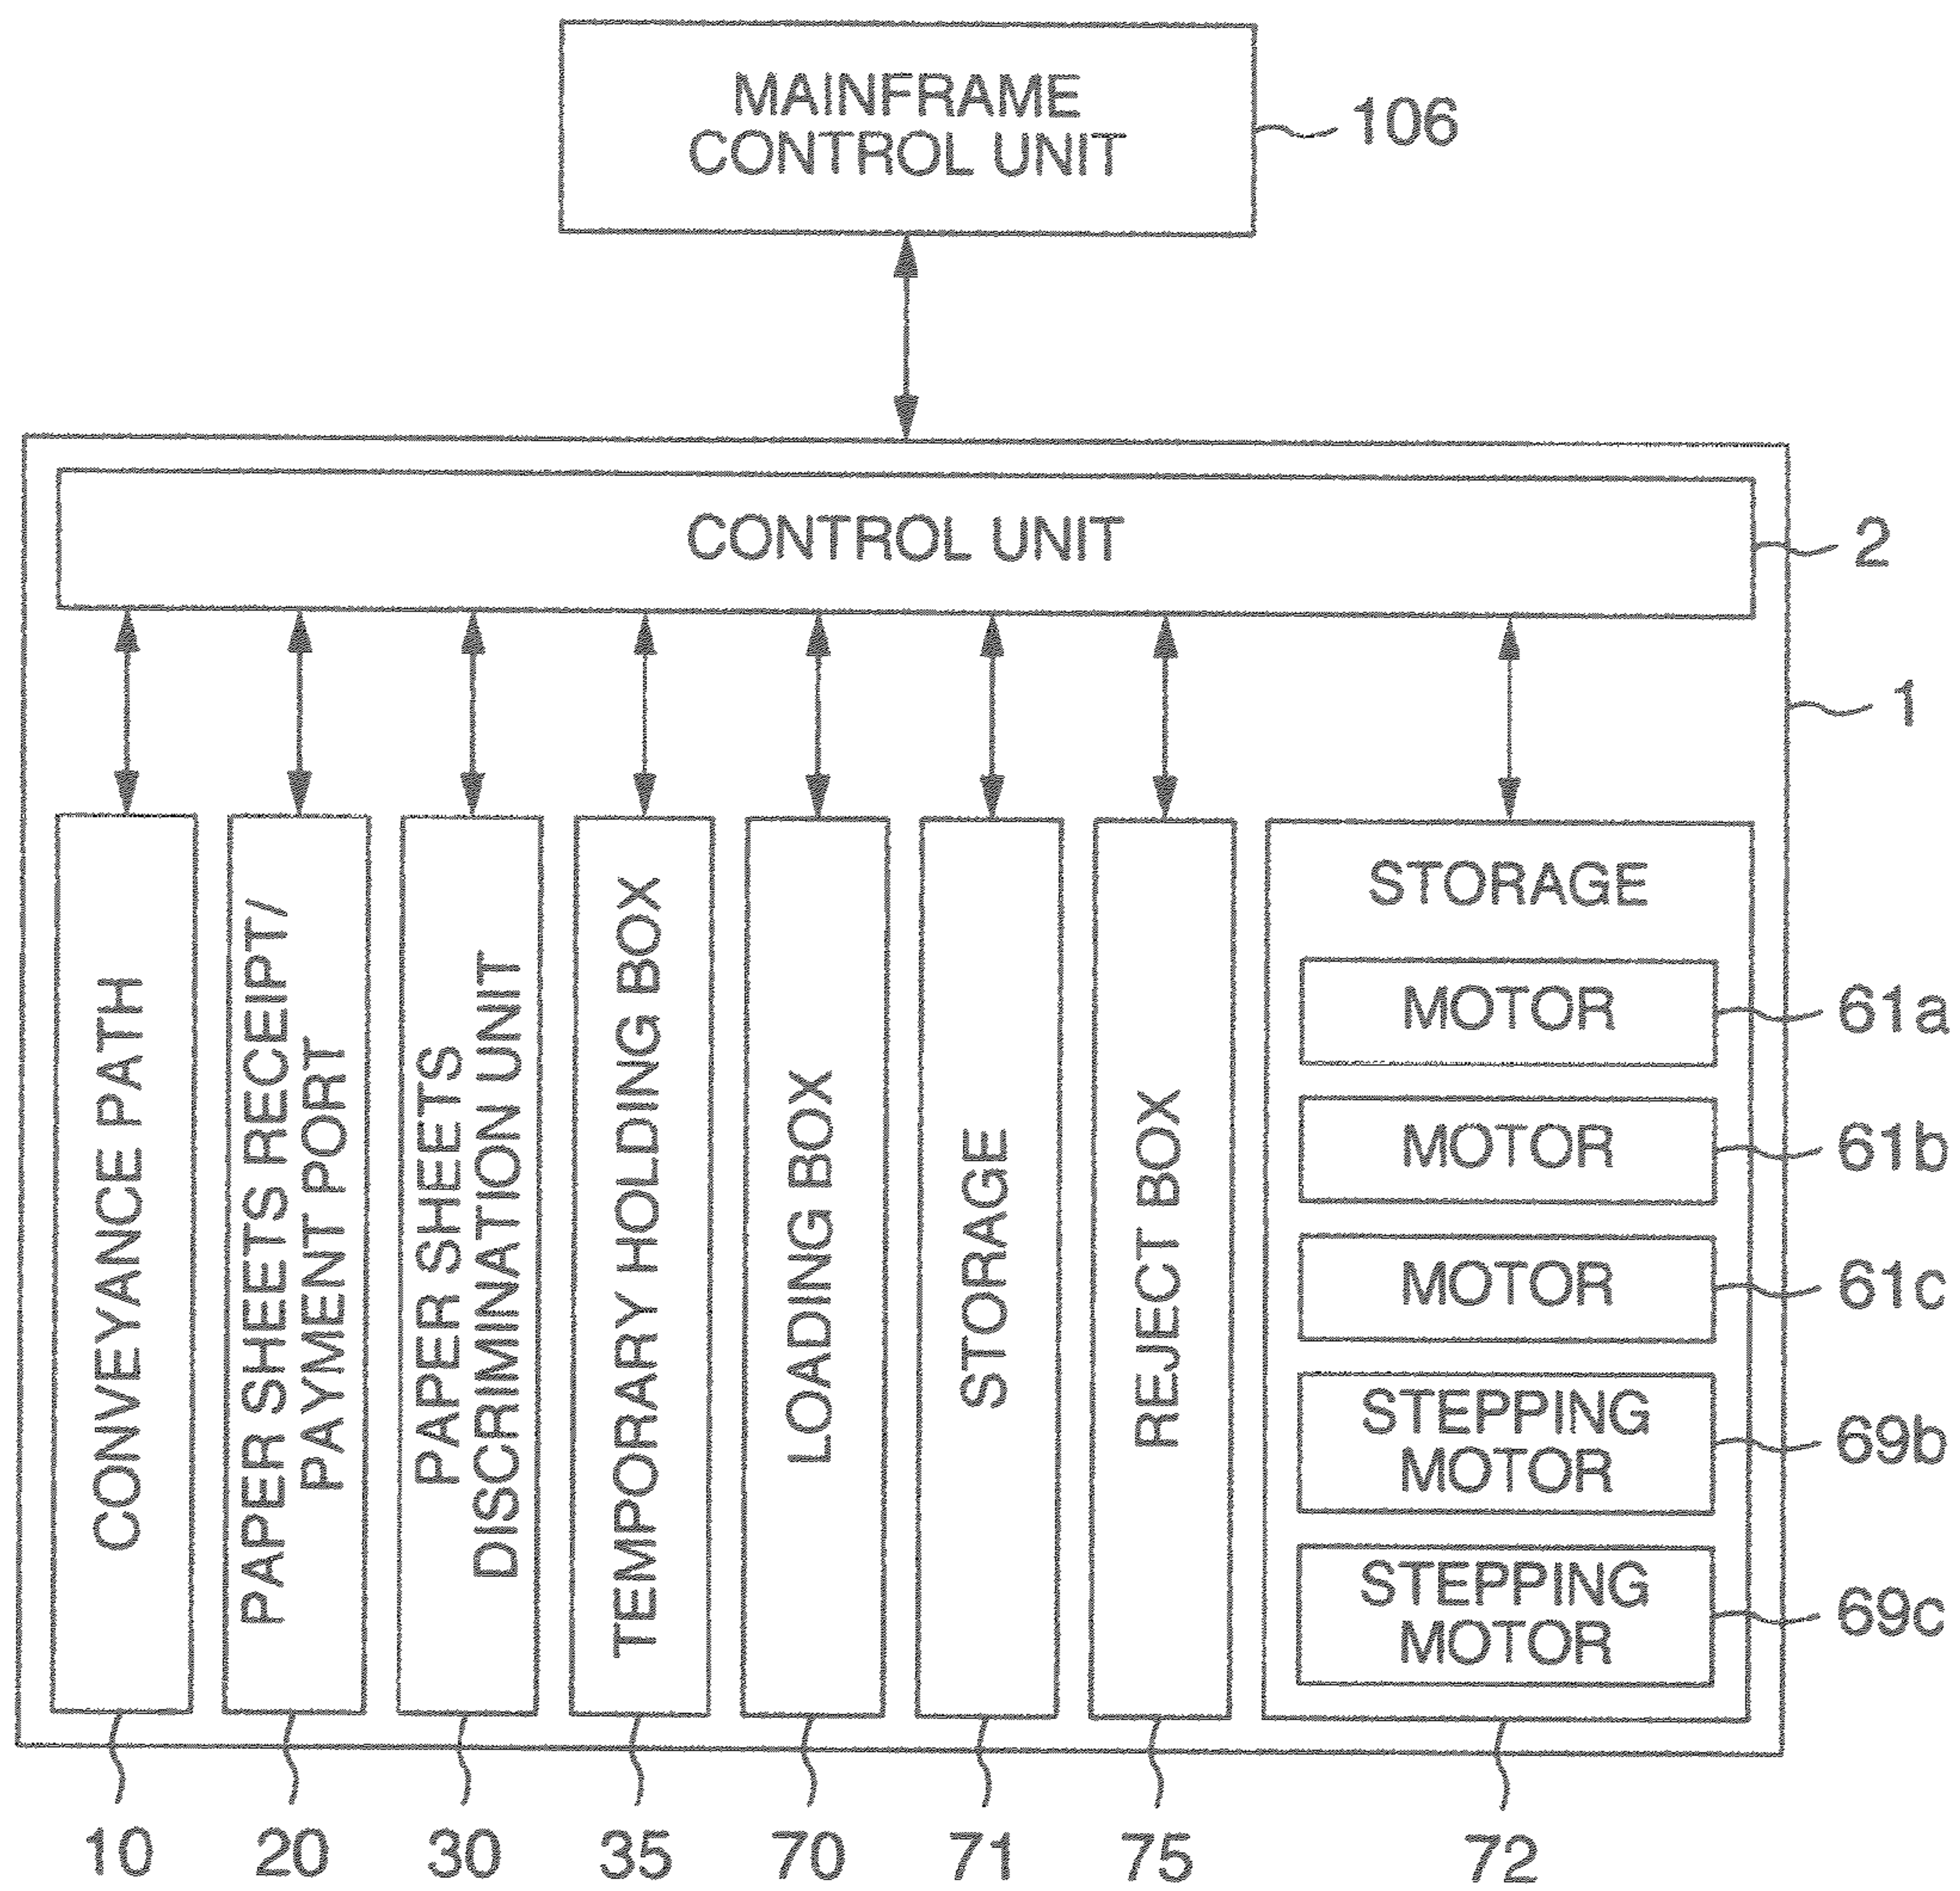 MAINFRAME
CONTROL UNIT
106
CONTROL UNIT
2
1
CONVEYANCE PATH
PAPER SHEETS RECEIPT/
PAYMENT PORT
PAPER SHEETS
DISCRIMINATION UNIT
TEMPORARY HOLDING BOX
LOADING BOX
STORAGE
REJECT BOX
STORAGE
MOTOR
61a
MOTOR
61b
MOTOR
61c
STEPPING
MOTOR
69b
STEPPING
MOTOR
69c
10
20
30
35
70
71
75
72